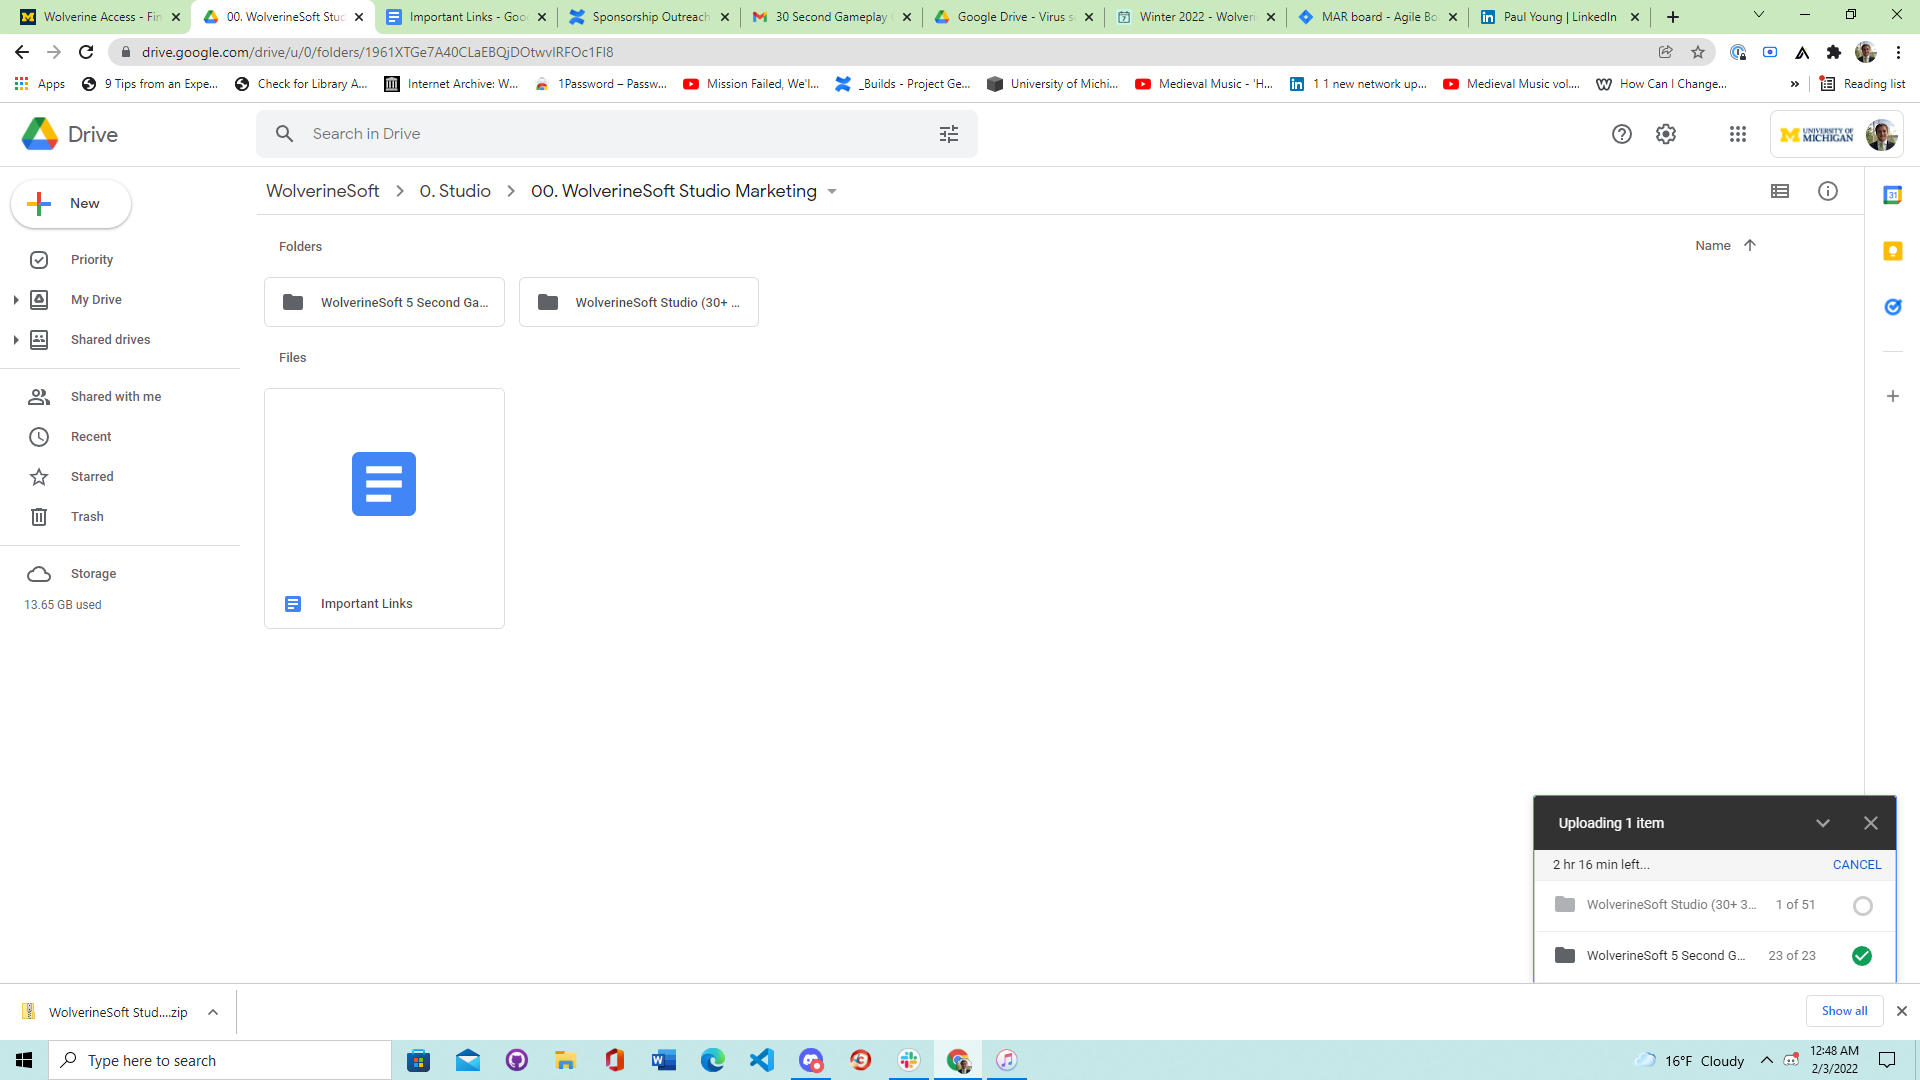 Wolverine Access - Fin
00. WolverineSoft Stud
Important Links - Goo
Sponsorship Outreach
30 Second Gameplay
Google Drive - Virus s
Winter 2022 - Wolveri
MAR board - Agile Bo
Paul Young | LinkedIn
drive.google.com/drive/u/0/folders/1961XTGe7A40CLaEBQjDOtwvIRFOc1FI8
Apps
9 Tips from an Expe...
Check for Library A...
Internet Archive: W...
1Password – Passw...
Mission Failed, We'l...
_Builds - Project Ge...
University of Michi...
Medieval Music - 'H...
1 1 new network up...
Medieval Music vol....
How Can I Change...
»
Reading list
Drive
Search in Drive
UNIVERSITY OF
MICHIGAN
New
WolverineSoft
0. Studio
00. WolverineSoft Studio Marketing
Priority
My Drive
Shared drives
Shared with me
Recent
Starred
Trash
Storage
13.65 GB used
Folders
Name
WolverineSoft 5 Second Ga...
WolverineSoft Studio (30+ ...
Files
Important Links
31
Uploading 1 item
2 hr 16 min left...
CANCEL
WolverineSoft Studio (30+ 3...
1 of 51
WolverineSoft 5 Second G...
23 of 23
WolverineSoft Stud....zip
Show all
Type here to search
16°F Cloudy
12:48 AM
2/3/2022